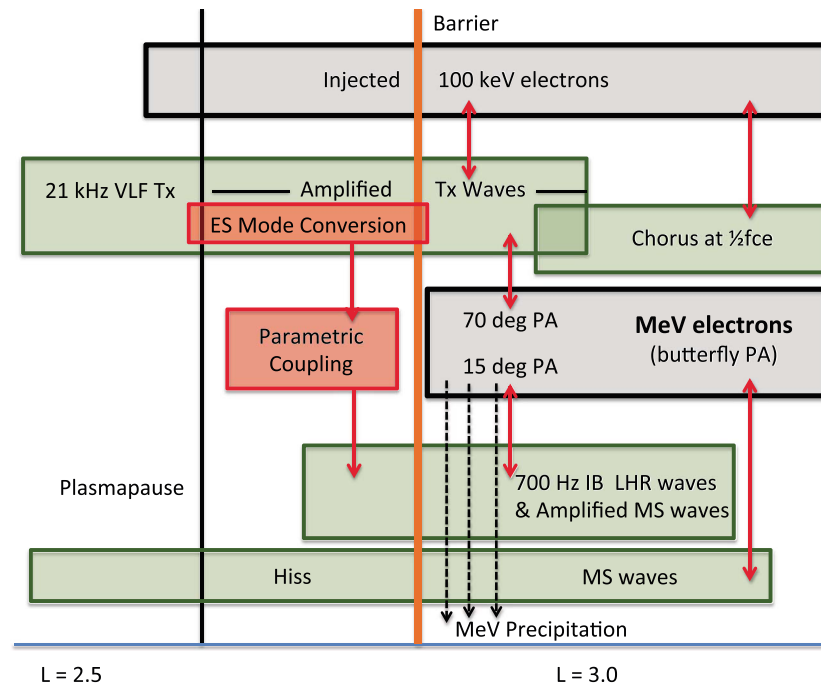 Barrier
Injected 100 keV electrons
21 kHz VLF Tx Amplified Tx Waves
ES Mode Conversion
Chorus at ½fce
70 deg PA
MeV electrons
(butterfly PA)
15 deg PA
Parametric
Coupling
700 Hz IB LHR waves
& Amplified MS waves
Plasmapause
Hiss
MS waves
MeV Precipitation
L = 2.5
L = 3.0